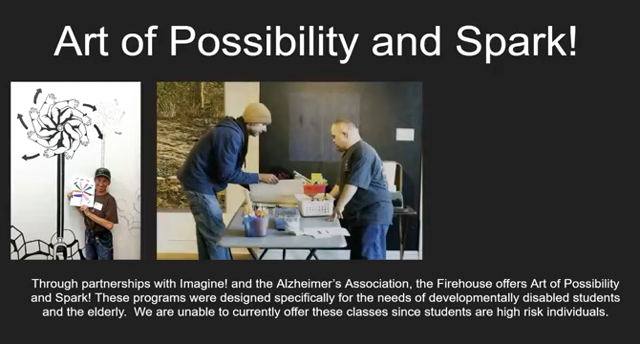 Art of Possibility and Spark!
Through partnerships with Imagine! and the Alzheimer's Association, the Firehouse offers Art of Possibility
and Spark! These programs were designed specifically for the needs of developmentally disabled students
and the elderly.  We are unable to currently offer these classes since students are high risk individuals.